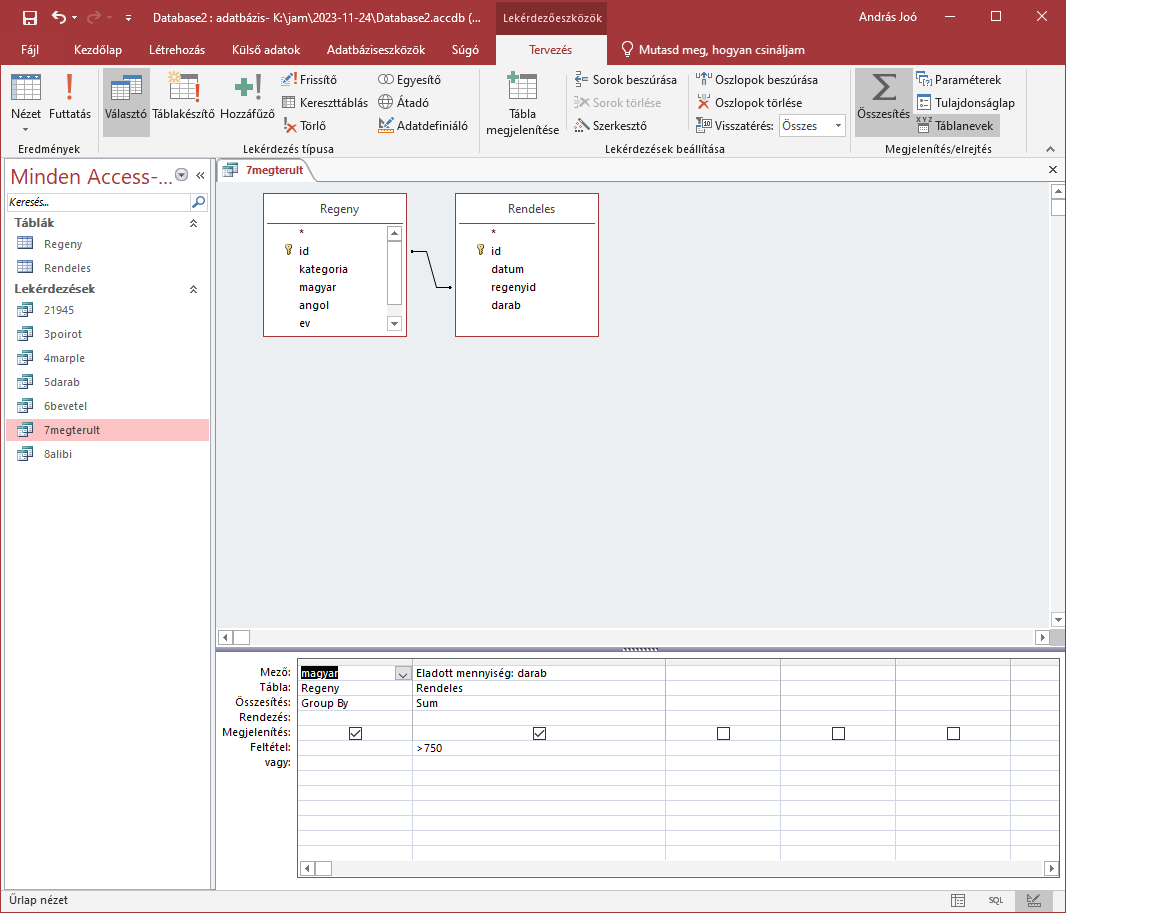 Database2 : adatbázis- K:\jam\2023-11-24\Database2.accdb (...
Lekérdezőeszközök
András Joó
Fájl
Kezdőlap
Létrehozás
Külső adatok
Adatbáziseszközök
Súgó
Tervezés
Mutasd meg, hogyan csináljam
Nézet
Futtatás
Eredmények
Választó
Táblakészítő
Hozzáfűző
Frissítő
Kereszttáblás
Törlő
Egyesítő
Átadó
Adatdefiniáló
Lekérdezés típusa
Tábla
megjelenítése
Sorok beszúrása
Sorok törlése
Szerkesztő
Oszlopok beszúrása
Oszlopok törlése
Visszatérés:
Összes
Lekérdezések beállítása
Összesítés
Paraméterek
Tulajdonságlap
XYZ
Táblanevek
Megjelenítés/elrejtés
Minden Access-...
Keresés...
Táblák
Regeny
Rendeles
Lekérdezések
21945
3poirot
4marple
5darab
6bevetel
7megterult
8alibi
7megterult
Regeny
*
id
kategoria
magyar
angol
ev
Rendeles
*
id
datum
regenyid
darab
Mező: magyar Eladott mennyiség: darab
Tábla: Regeny Rendeles
Összesítés: Group By Sum
Rendezés:
Megjelenítés:
Feltétel: >750
vagy:
Űrlap nézet
SQL